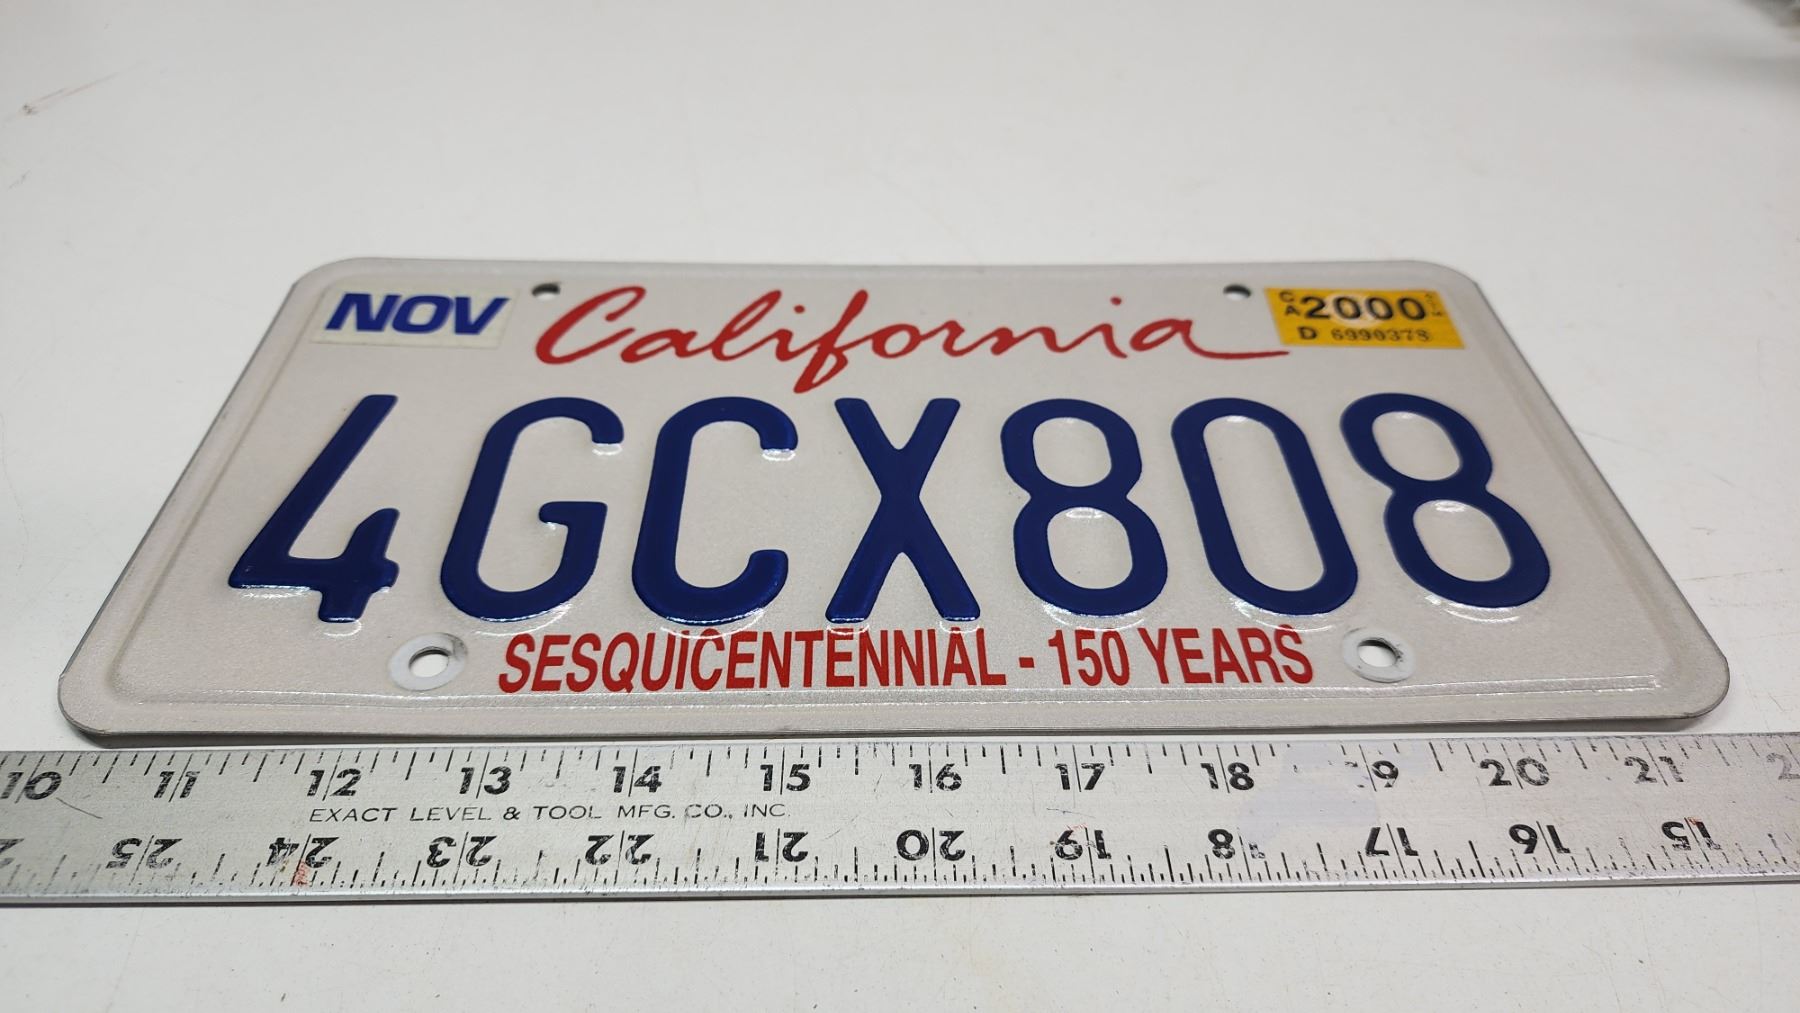 NOV
California
CA 2000
D 6990378
4GCX808
SESQUICENTENNIAL - 150 YEARS
10 11 12 13 14 15 16 17 18 19 20 21
EXACT LEVEL & TOOL MFG. CO., INC.
25 24 23 22 21 20 19 18 17 16 15